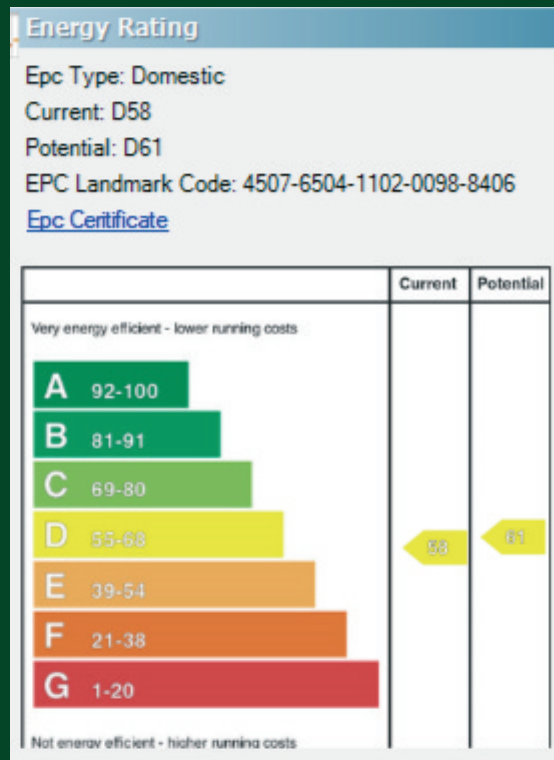 Energy Rating
Epc Type: Domestic
Current: D58
Potential: D61
EPC Landmark Code: 4507-6504-1102-0098-8406
Epc Ceritificate
Current Potential
Very energy efficient - lower running costs
A 92-100
B 81-91
C 69-80
D 55-68
58 61
E 39-54
F 21-38
G 1-20
Not energy efficient - higher running costs